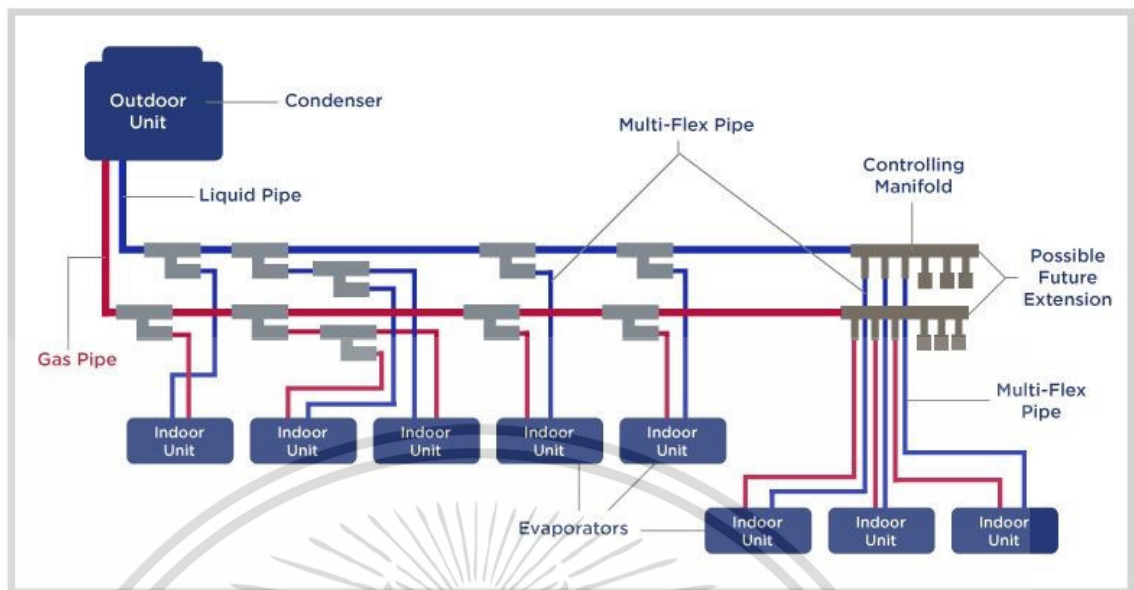 Outdoor
Unit
Condenser
Multi-Flex Pipe
Controlling
Manifold
Liquid Pipe
Possible
Future
Extension
Gas Pipe
Multi-Flex
Pipe
Indoor
Unit
Indoor
Unit
Indoor
Unit
Indoor
Unit
Indoor
Unit
Evaporators
Indoor
Unit
Indoor
Unit
Indoor
Unit